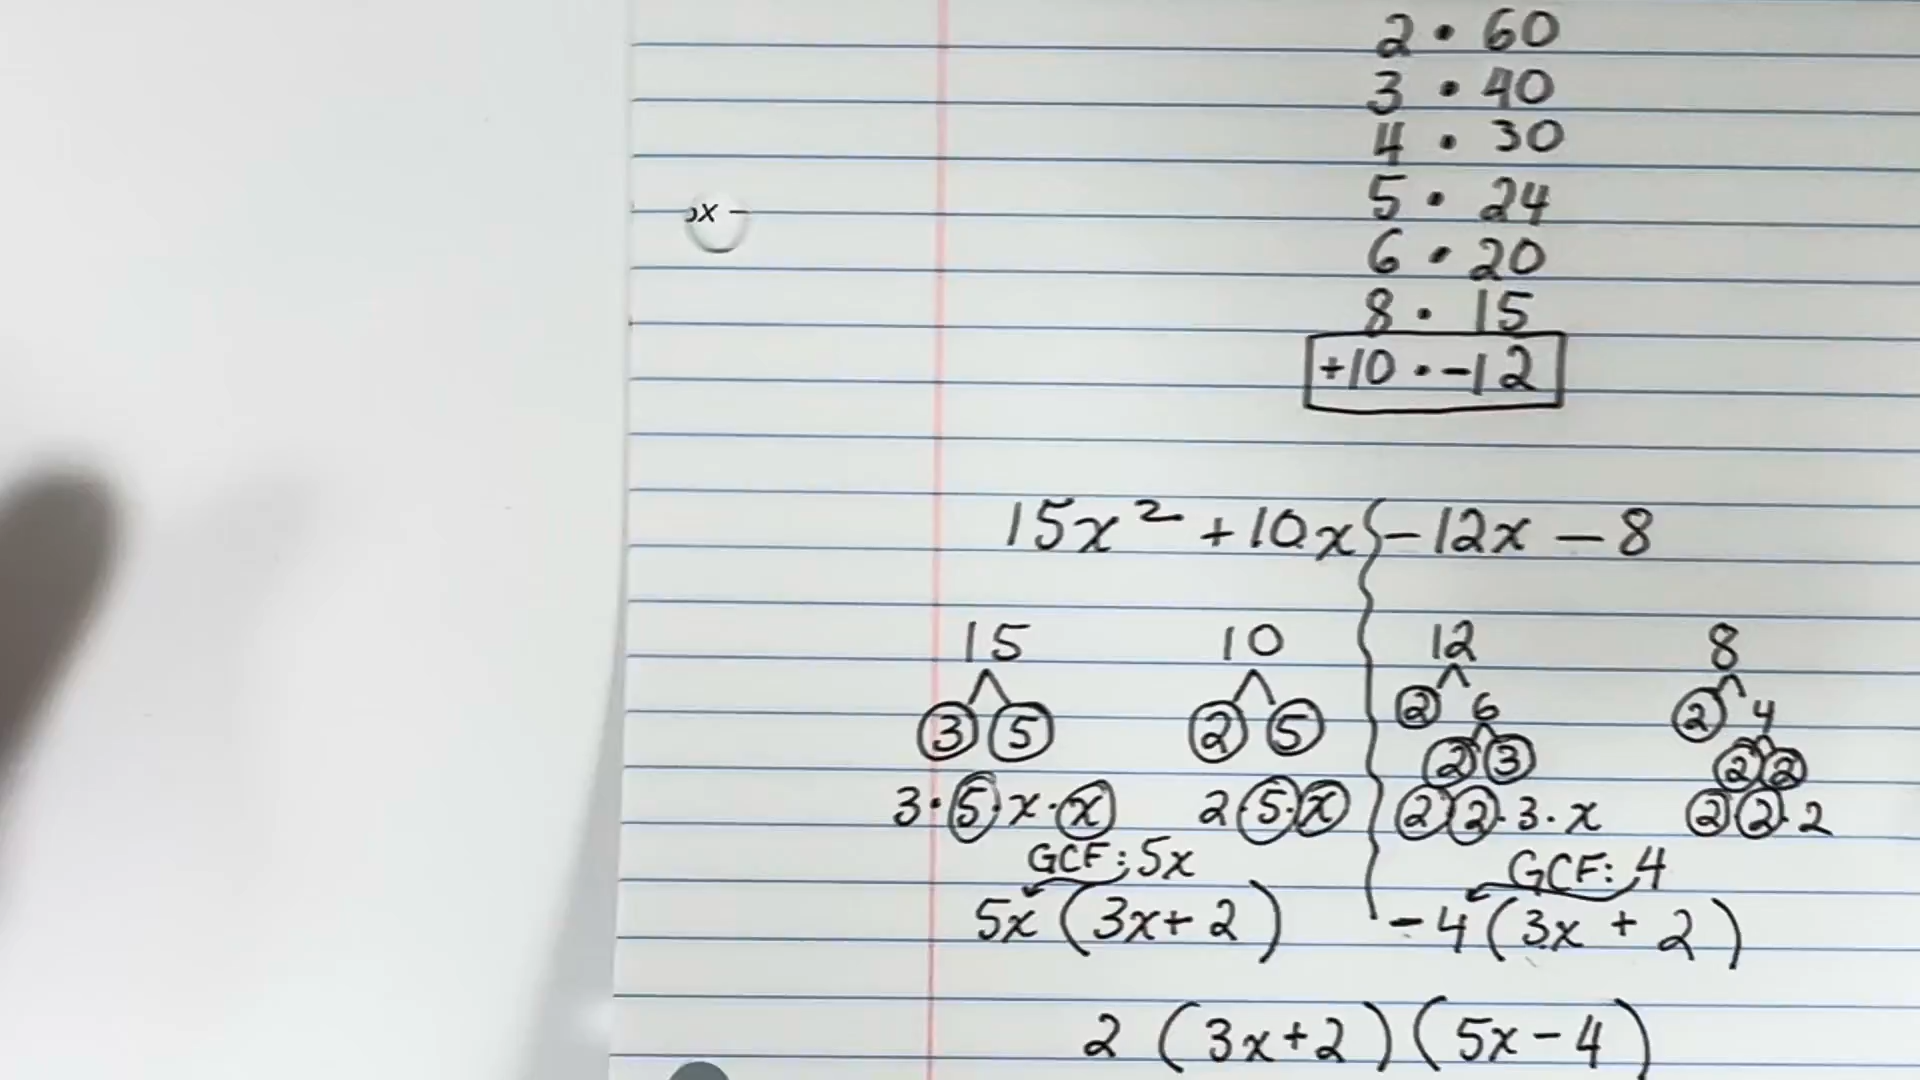 2 • 60
3 • 40
4 • 30
5 • 24
x –
6 • 20
8 • 15
+10 • -12
15x² + 10x - 12x - 8
15 10 12 8
3 5 2 5 2 6 2 4
2 3 2 2
3 • 5 • x • x 2 • 5 • x 2 2 • 3 • x 2 2 • 2
GCF: 5x GCF: 4
5x (3x + 2) - 4 (3x + 2)
2 (3x + 2) (5x - 4)